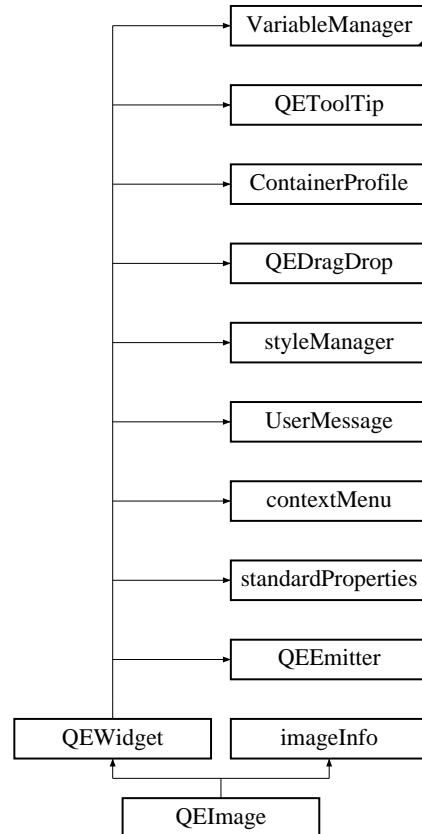 VariableManager
QEToolTip
ContainerProfile
QEDragDrop
styleManager
UserMessage
contextMenu
standardProperties
QEEmitter
QEWidget
imageInfo
QEImage